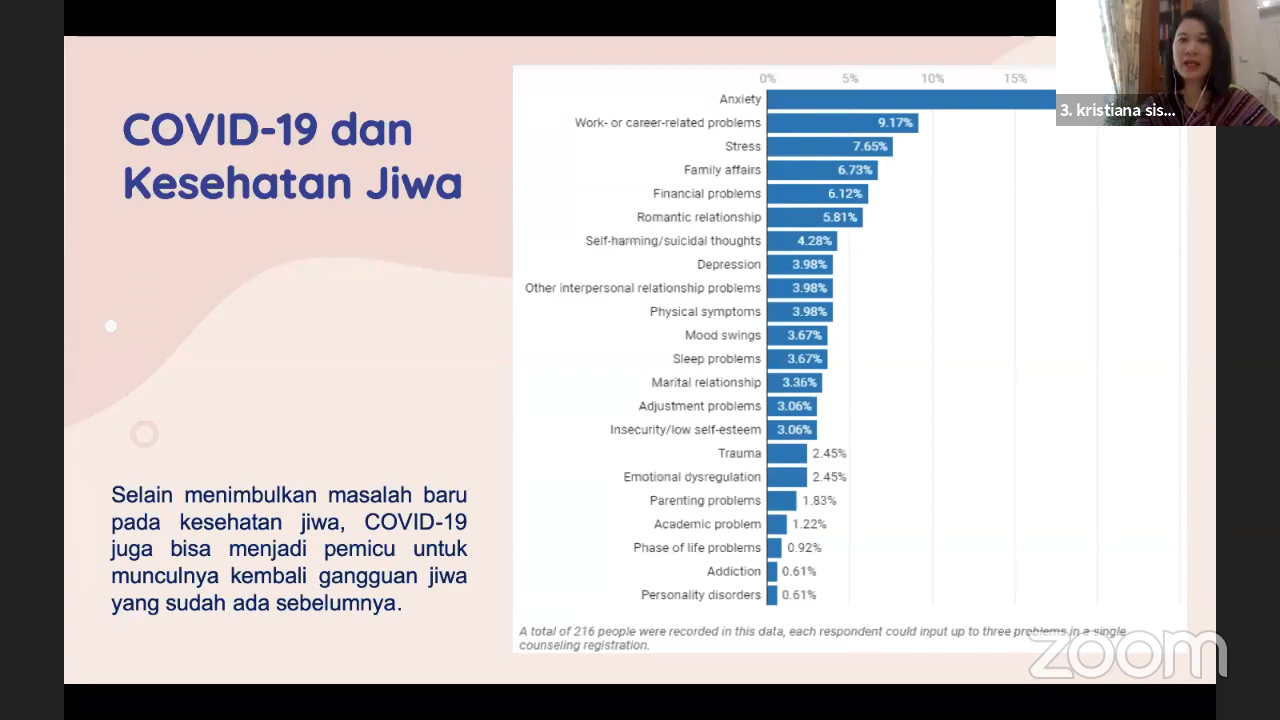 COVID-19 dan
Kesehatan Jiwa
Selain menimbulkan masalah baru
pada kesehatan jiwa, COVID-19
juga bisa menjadi pemicu untuk
munculnya kembali gangguan jiwa
yang sudah ada sebelumnya.
0% 5% 10% 15%
Anxiety
Work- or career-related problems 9.17%
Stress 7.65%
Family affairs 6.73%
Financial problems 6.12%
Romantic relationship 5.81%
Self-harming/suicidal thoughts 4.28%
Depression 3.98%
Other interpersonal relationship problems 3.98%
Physical symptoms 3.98%
Mood swings 3.67%
Sleep problems 3.67%
Marital relationship 3.36%
Adjustment problems 3.06%
Insecurity/low self-esteem 3.06%
Trauma 2.45%
Emotional dysregulation 2.45%
Parenting problems 1.83%
Academic problem 1.22%
Phase of life problems 0.92%
Addiction 0.61%
Personality disorders 0.61%
A total of 216 people were recorded in this data, each respondent could input up to three problems in a single
counseling registration.
3. kristiana sis...
zoom